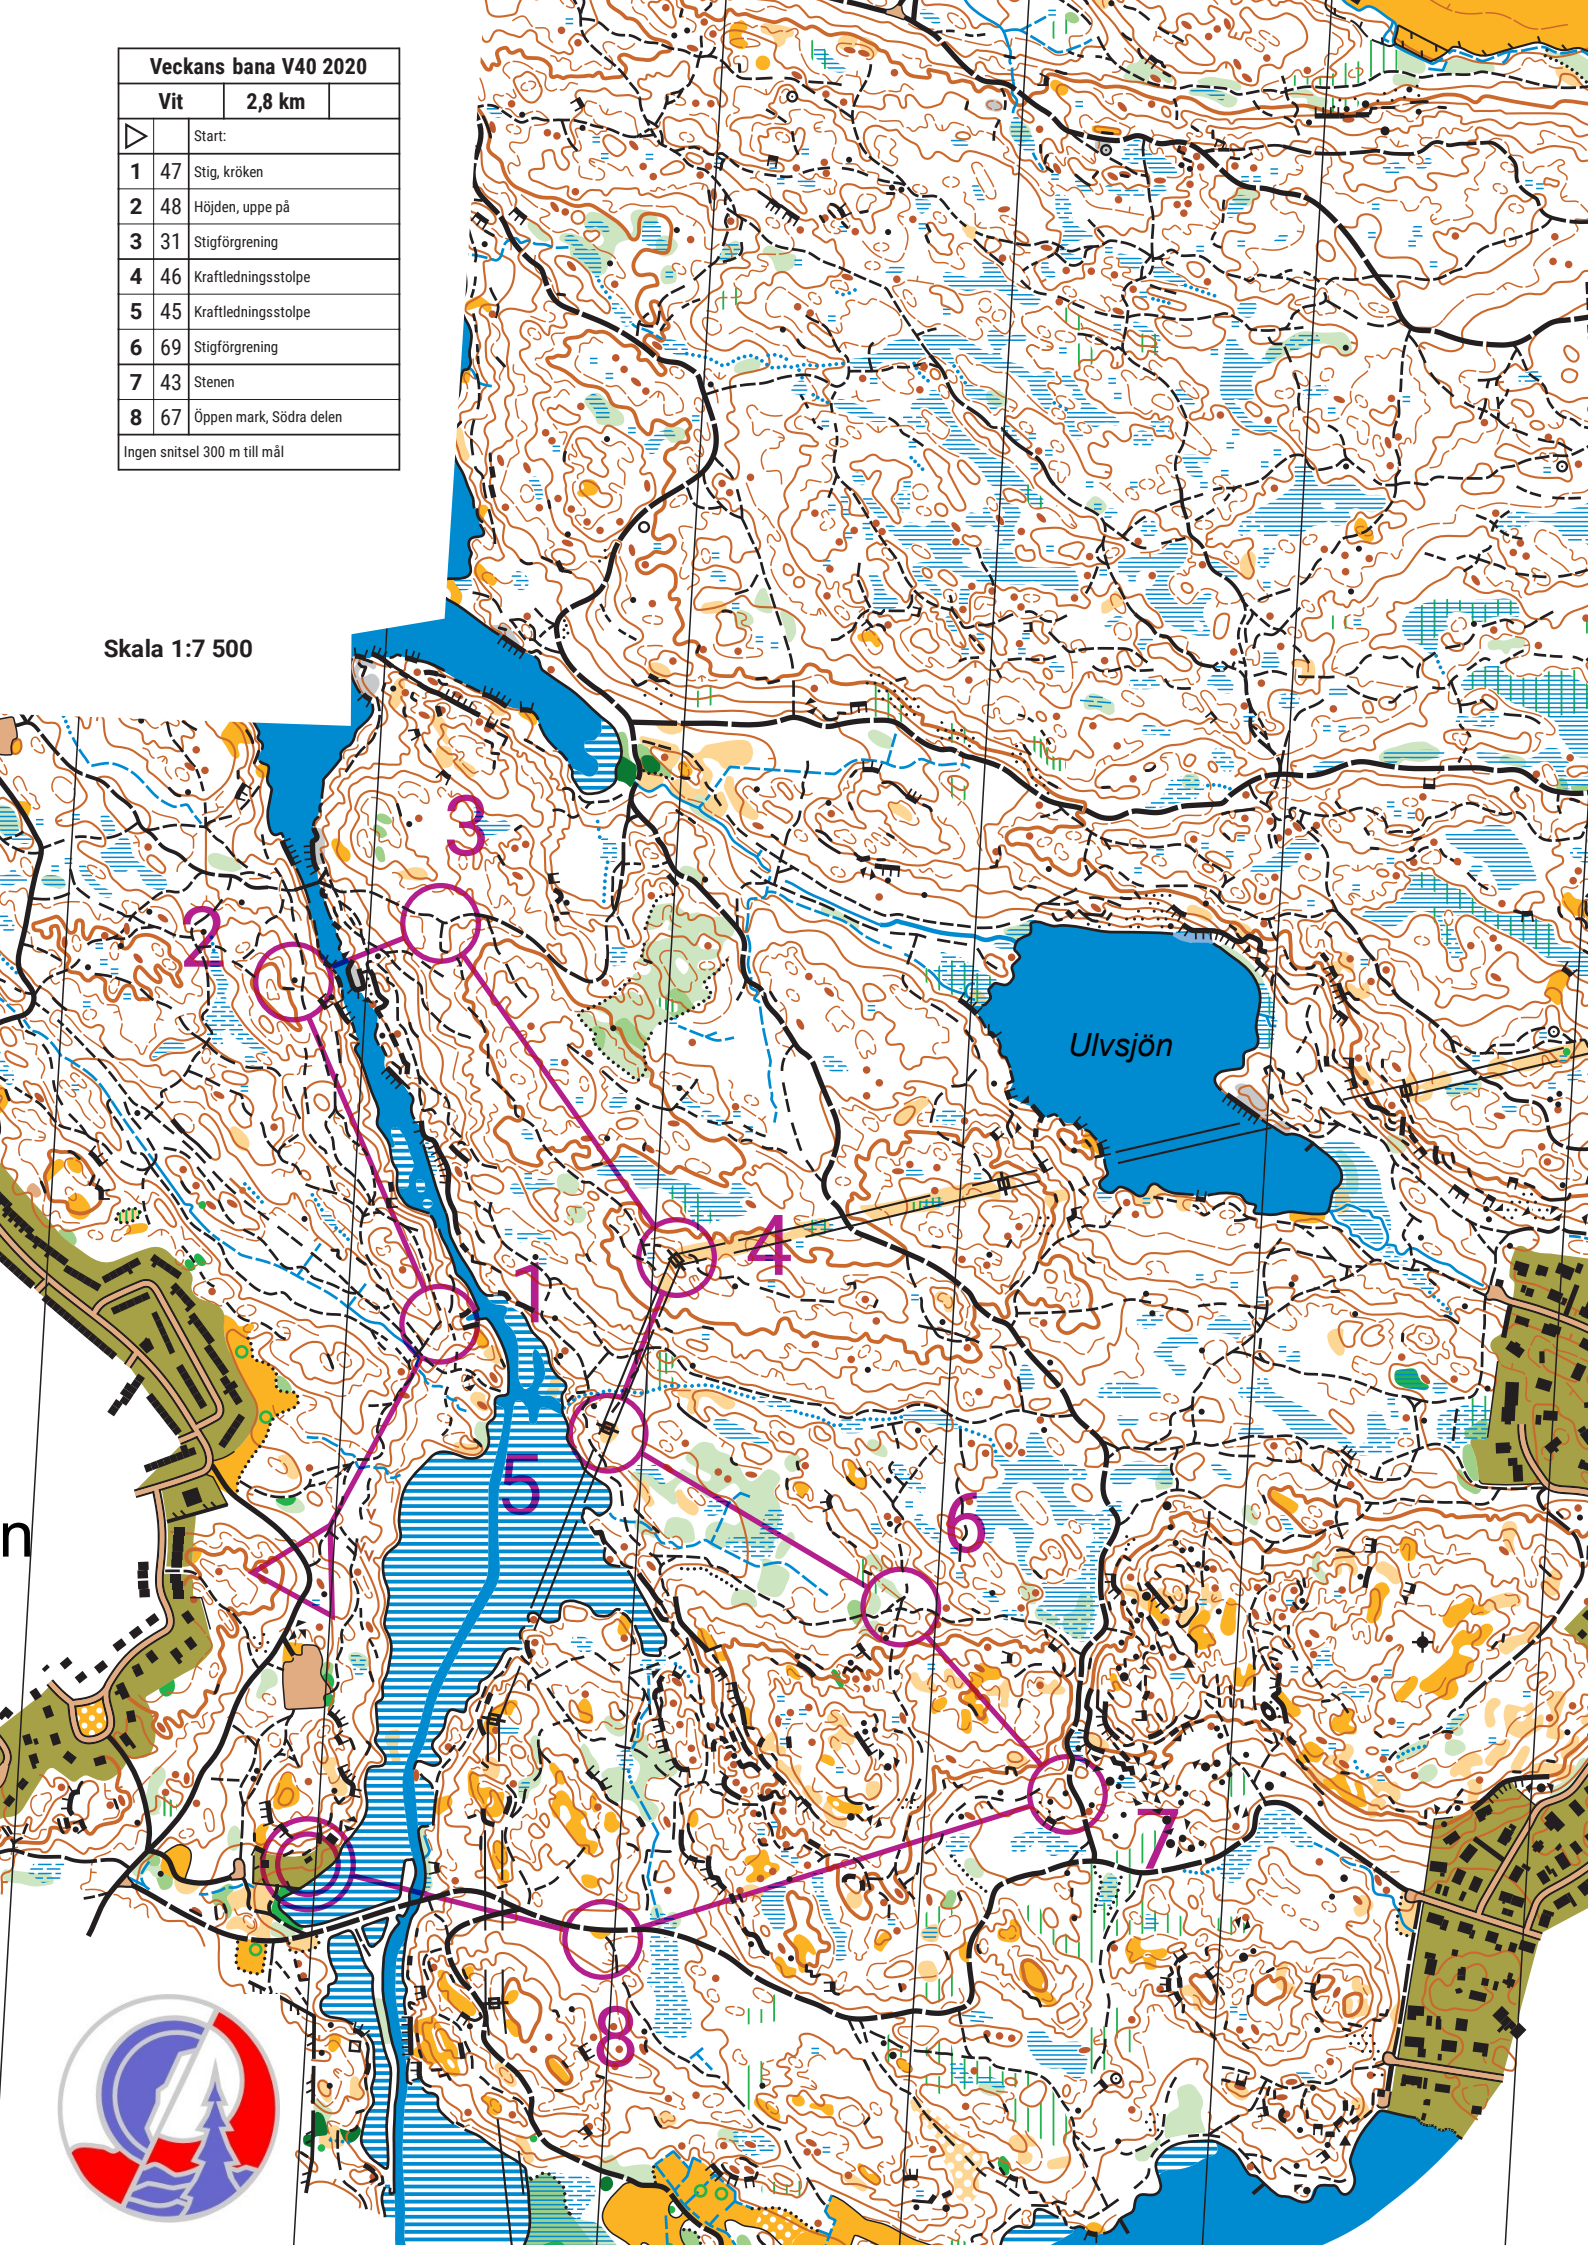 Veckans bana V40 2020
Vit 2,8 km
Start:
1 47 Stig, kröken
2 48 Höjden, uppe på
3 31 Stigförgrening
4 46 Kraftledningsstolpe
5 45 Kraftledningsstolpe
6 69 Stigförgrening
7 43 Stenen
8 67 Öppen mark, Södra delen
Ingen snitsel 300 m till mål
Skala 1:7 500
3
2
Ulvsjön
4
1
5
6
n
7
8